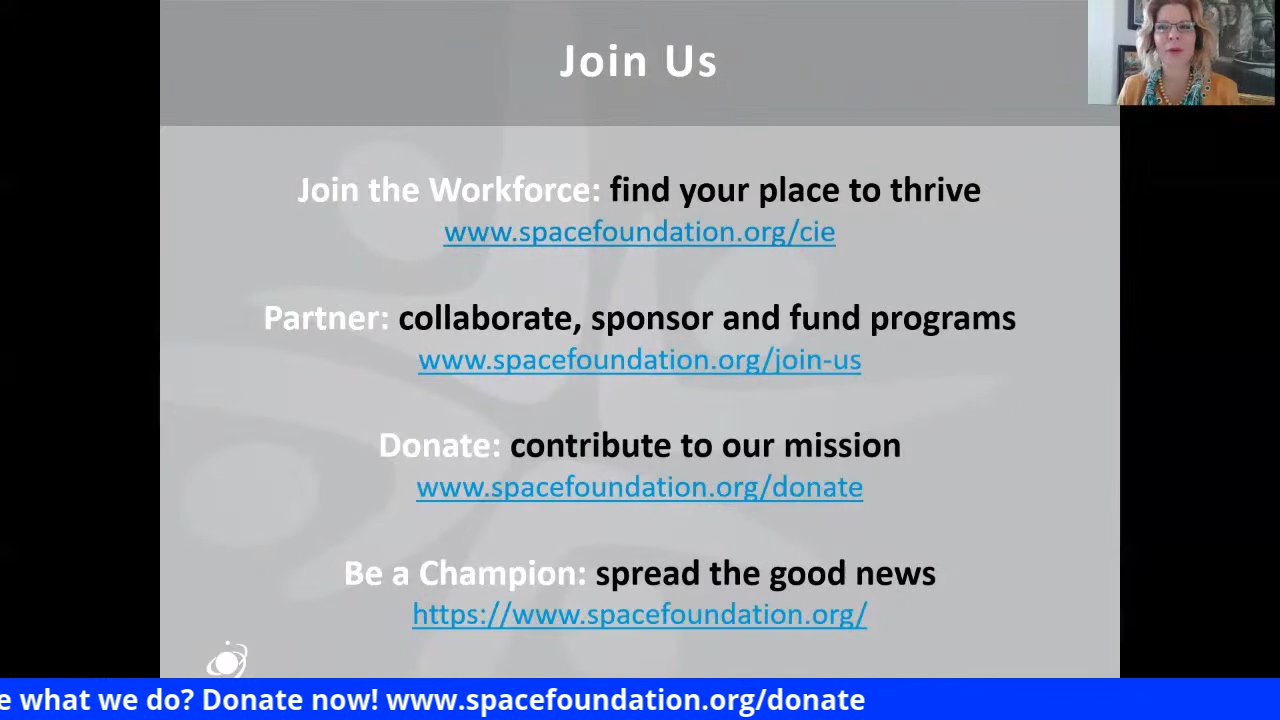 Join Us
Join the Workforce: find your place to thrive
www.spacefoundation.org/cie
Partner: collaborate, sponsor and fund programs
www.spacefoundation.org/join-us
Donate: contribute to our mission
www.spacefoundation.org/donate
Be a Champion: spread the good news
https://www.spacefoundation.org/
e what we do? Donate now! www.spacefoundation.org/donate